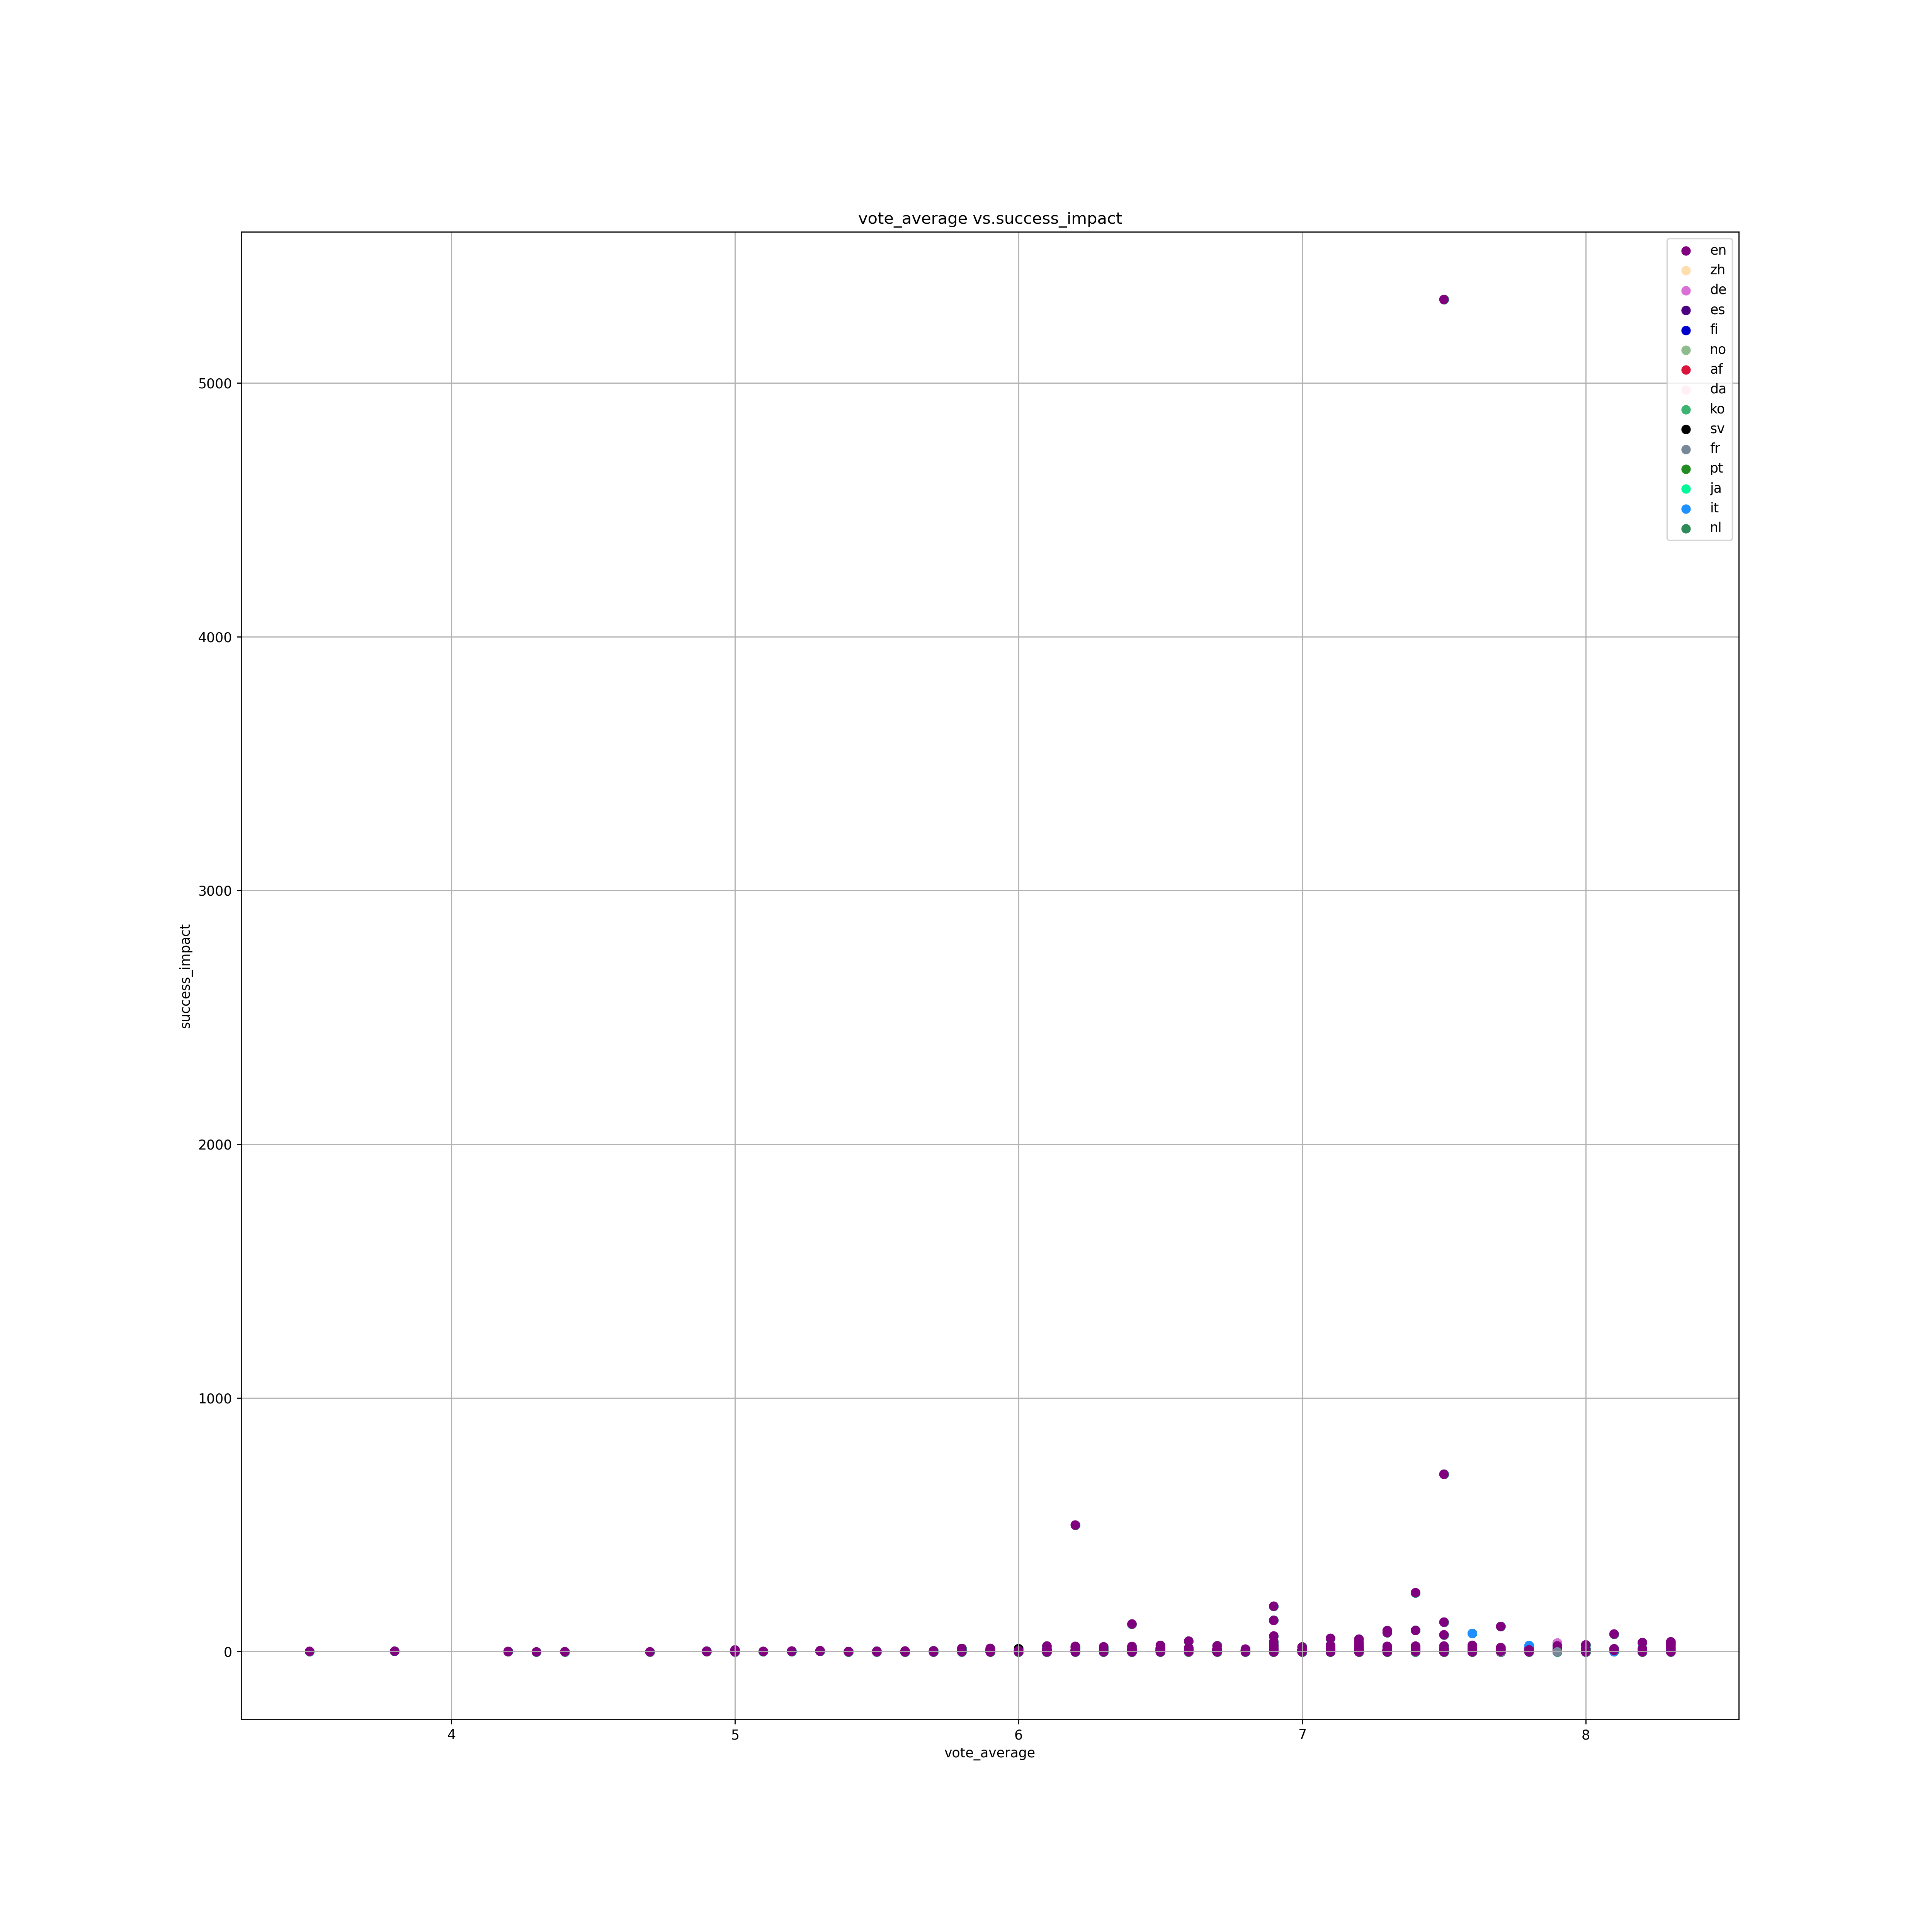 vote_average vs.success_impact
en
zh
de
es
fi
no
af
da
ko
sv
fr
pt
ja
it
nl
5000
4000
3000
2000
1000
0
success_impact
4 5 6 7 8
vote_average